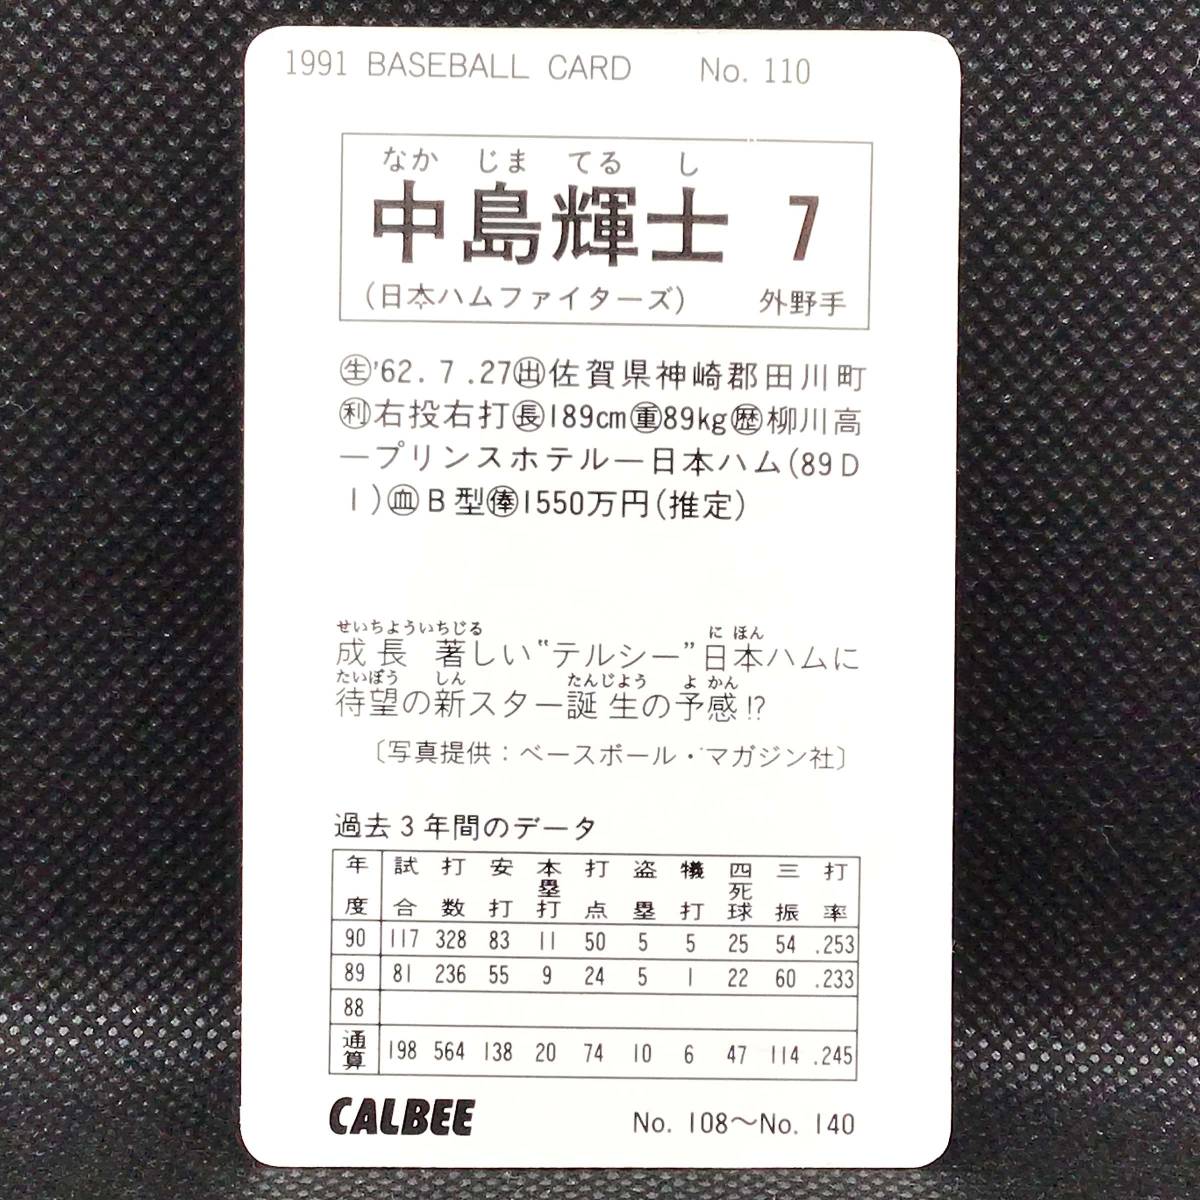 1991 BASEBALL CARD No. 110
なか じま てる し
中島輝士 7
(日本ハムファイターズ) 外野手
㊤'62.7.27㊤佐賀県神崎郡田川町
㊤右投右打㊤189cm㊤89kg㊤柳川高
—プリンスホテル—日本ハム(89D
1)㊤B型㊤1550万円(推定)
せいちょういちじる に ほん
成長著しい“テルシー”日本ハムに
たいぼう しん たんじよう よ かん
待望の新スター誕生の予感!?
〔写真提供:ベースボール・マガジン社〕
過去3年間のデータ
年度 試合 打数 安打 本塁打 打点 盗塁 犠打 四死球 三振 打率
90 117 328 83 11 50 5 5 25 54 .253
89 81 236 55 9 24 5 1 22 60 .233
88
通算 198 564 138 20 74 10 6 47 114 .245
CALBEE No. 108〜No. 140